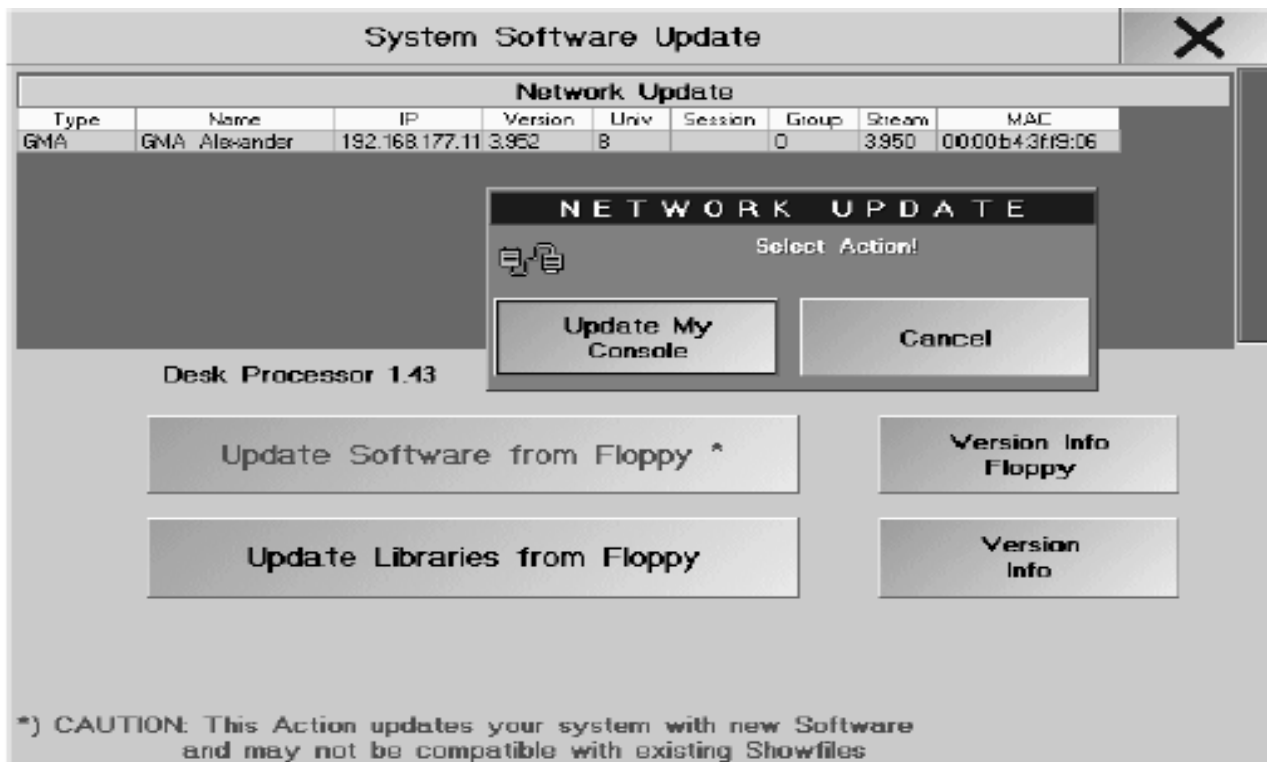 System Software Update
Network Update
Type Name IP Version Univ Session Group Stream MAC
GMA GMA Alexander 192.168.177.11 3.952 8 0 3.950 00:00:b4:3f:f9:06
NETWORK UPDATE
Select Action!
Update My
Console
Cancel
Desk Processor 1.43
Update Software from Floppy *
Version Info
Floppy
Update Libraries from Floppy
Version
Info
*) CAUTION: This Action updates your system with new Software
and may not be compatible with existing Showfiles